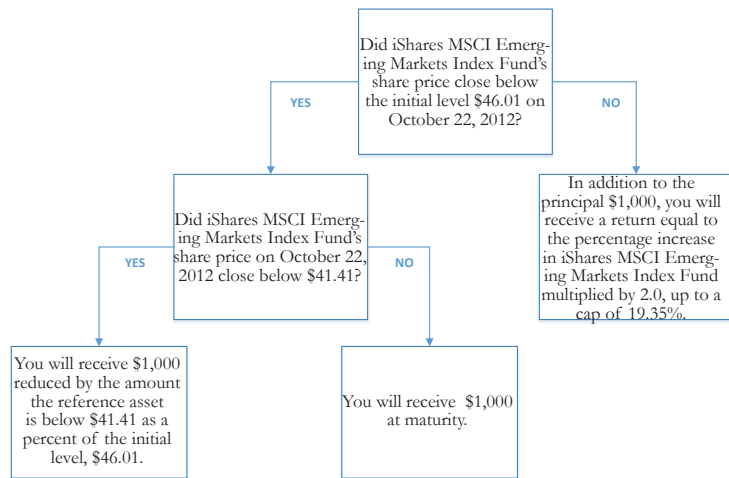 Did iShares MSCI Emerg-
ing Markets Index Fund's
share price close below
the initial level $46.01 on
October 22, 2012?
YES
NO
Did iShares MSCI Emerg-
ing Markets Index Fund's
share price on October 22,
2012 close below $41.41?
In addition to the
principal $1,000, you will
receive a return equal to
the percentage increase
in iShares MSCI Emerg-
ing Markets Index Fund
multiplied by 2.0, up to a
cap of 19.35%.
YES
NO
You will receive $1,000
reduced by the amount
the reference asset
is below $41.41 as a
percent of the initial
level, $46.01.
You will receive $1,000
at maturity.